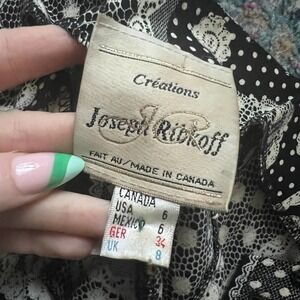 Créations
Joseph Ribkoff
FAIT AU/MADE IN CANADA
CANADA 6
USA 6
MEXICO 6
GER 34
UK 8